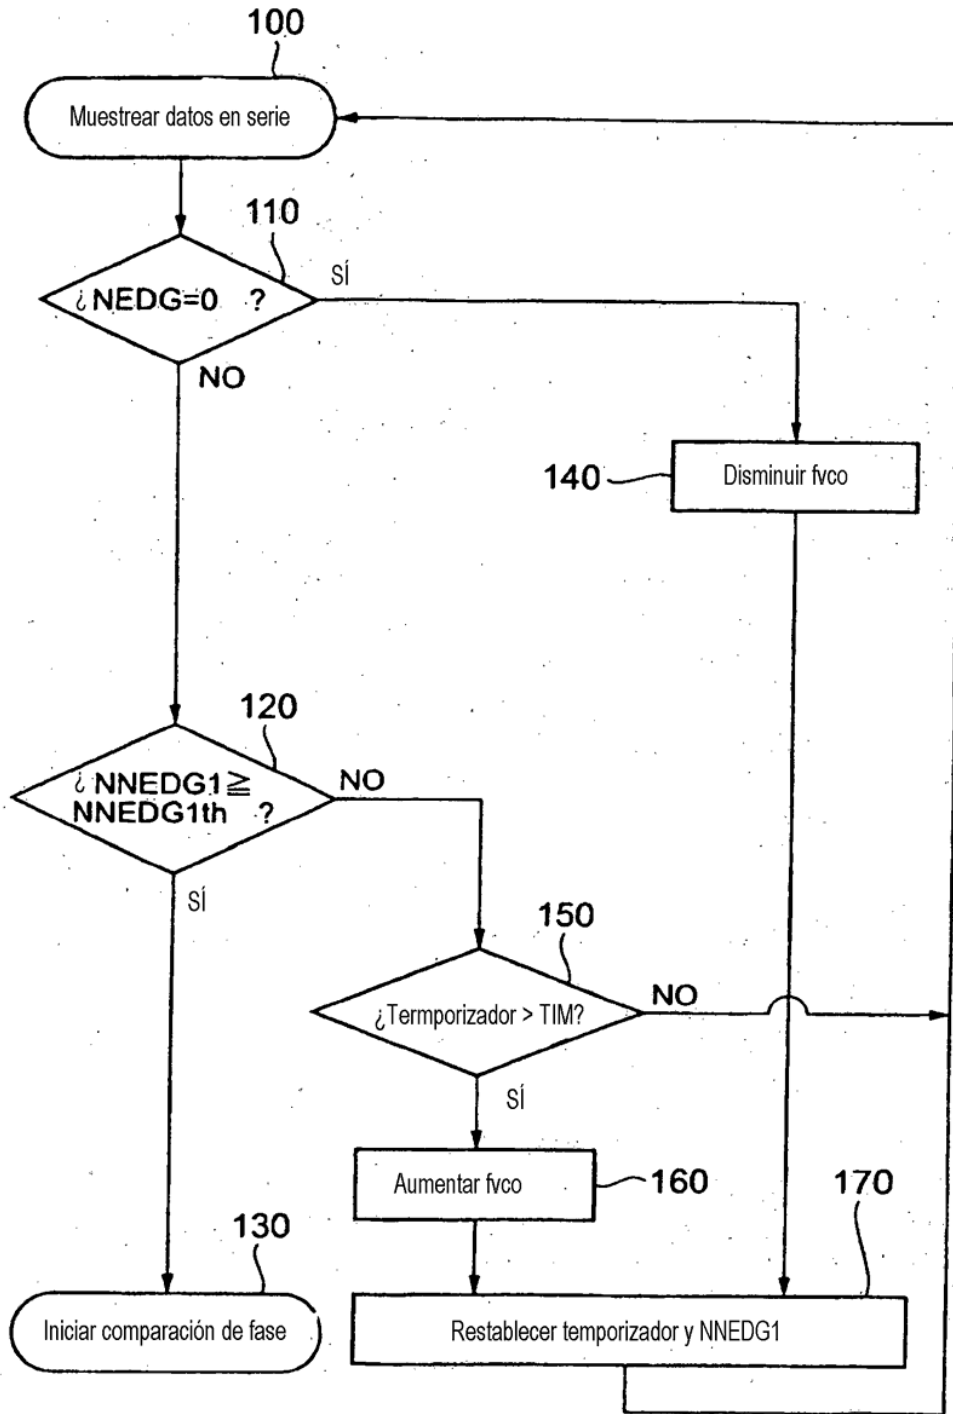 100
Muestrear datos en serie
110
¿ NEDG=0 ?
SÍ
NO
140
Disminuir fvco
120
¿ NNEDG1≧
NNEDG1th ?
NO
SÍ
150
¿Termporizador > TIM?
NO
SÍ
Aumentar fvco
160
170
130
Iniciar comparación de fase
Restablecer temporizador y NNEDG1